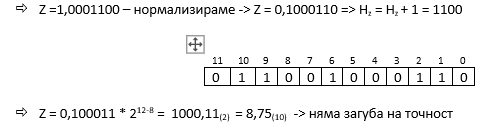 ⇨ Z =1,0001100 – нормализираме -> Z = 0,1000110 => Hz = Hz + 1 = 1100
11 10 9 8 7 6 5 4 3 2 1 0
0 1 1 0 0 1 0 0 0 1 1 0
⇨ Z = 0,100011 * 2^12-8 = 1000,11(2) = 8,75(10) -> няма загуба на точност